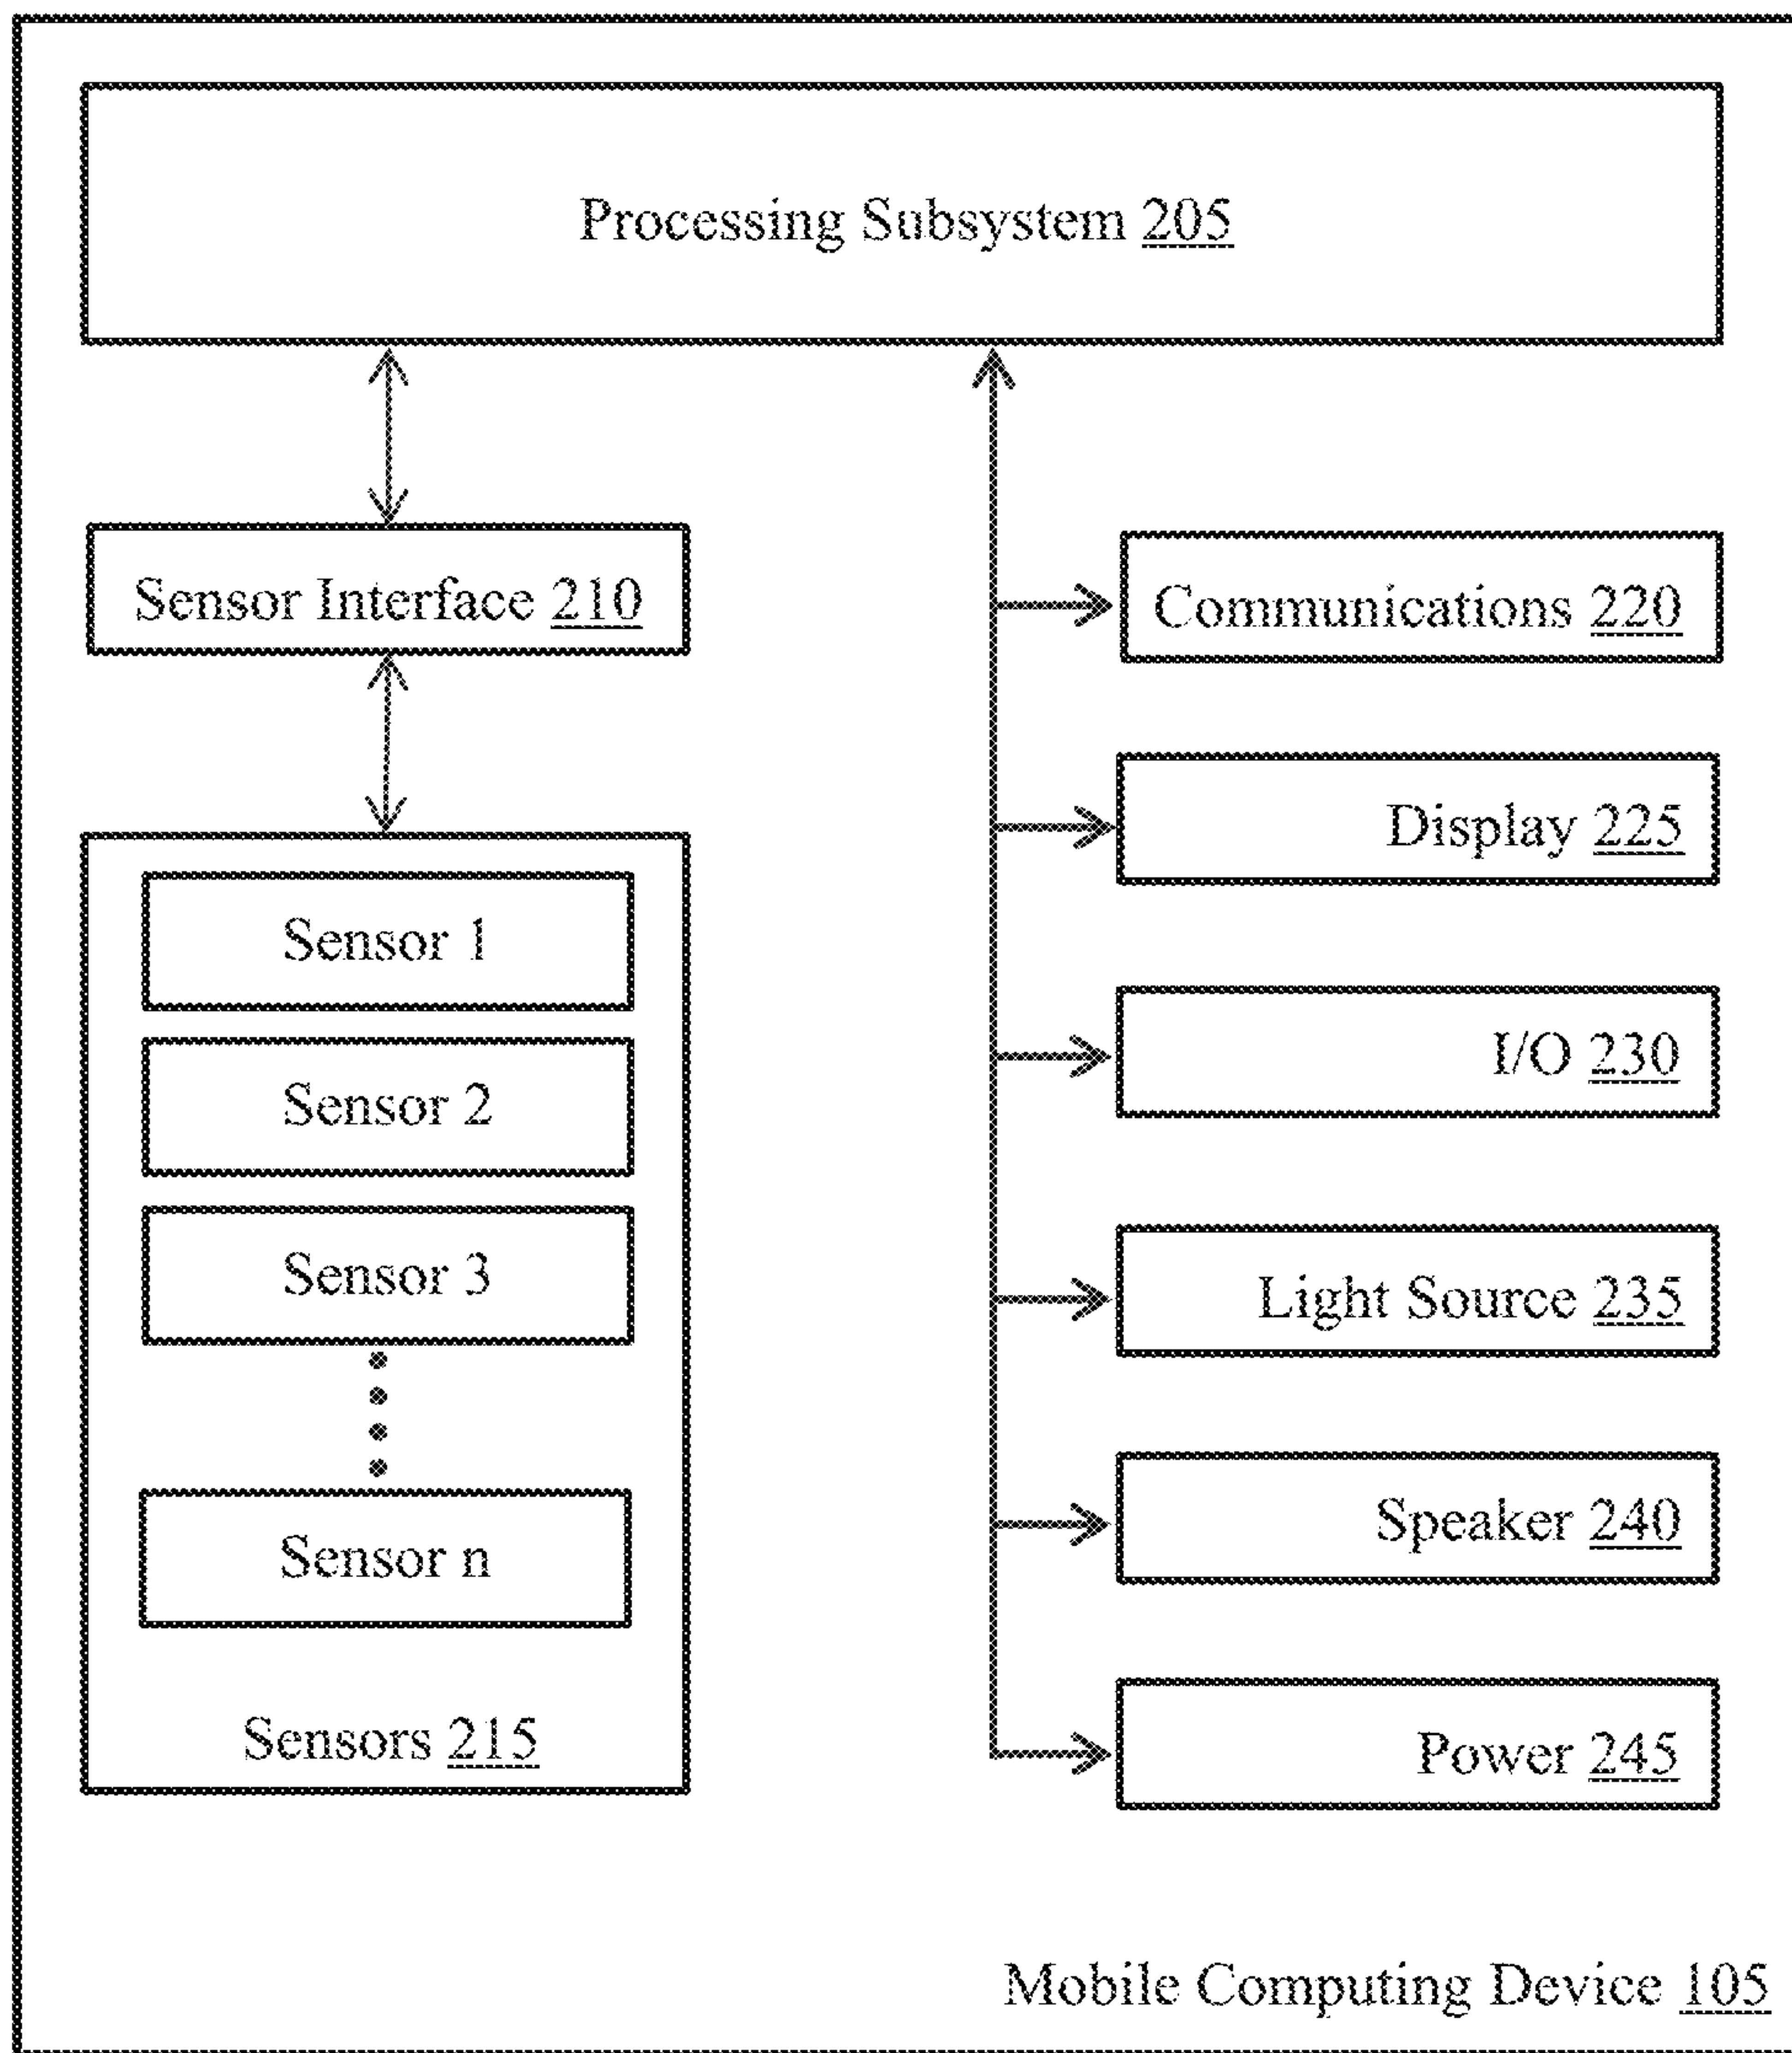 Processing Subsystem 205
Sensor Interface 210
Sensor 1
Sensor 2
Sensor 3
Sensor n
Sensors 215
Communications 220
Display 225
I/O 230
Light Source 235
Speaker 240
Power 245
Mobile Computing Device 105